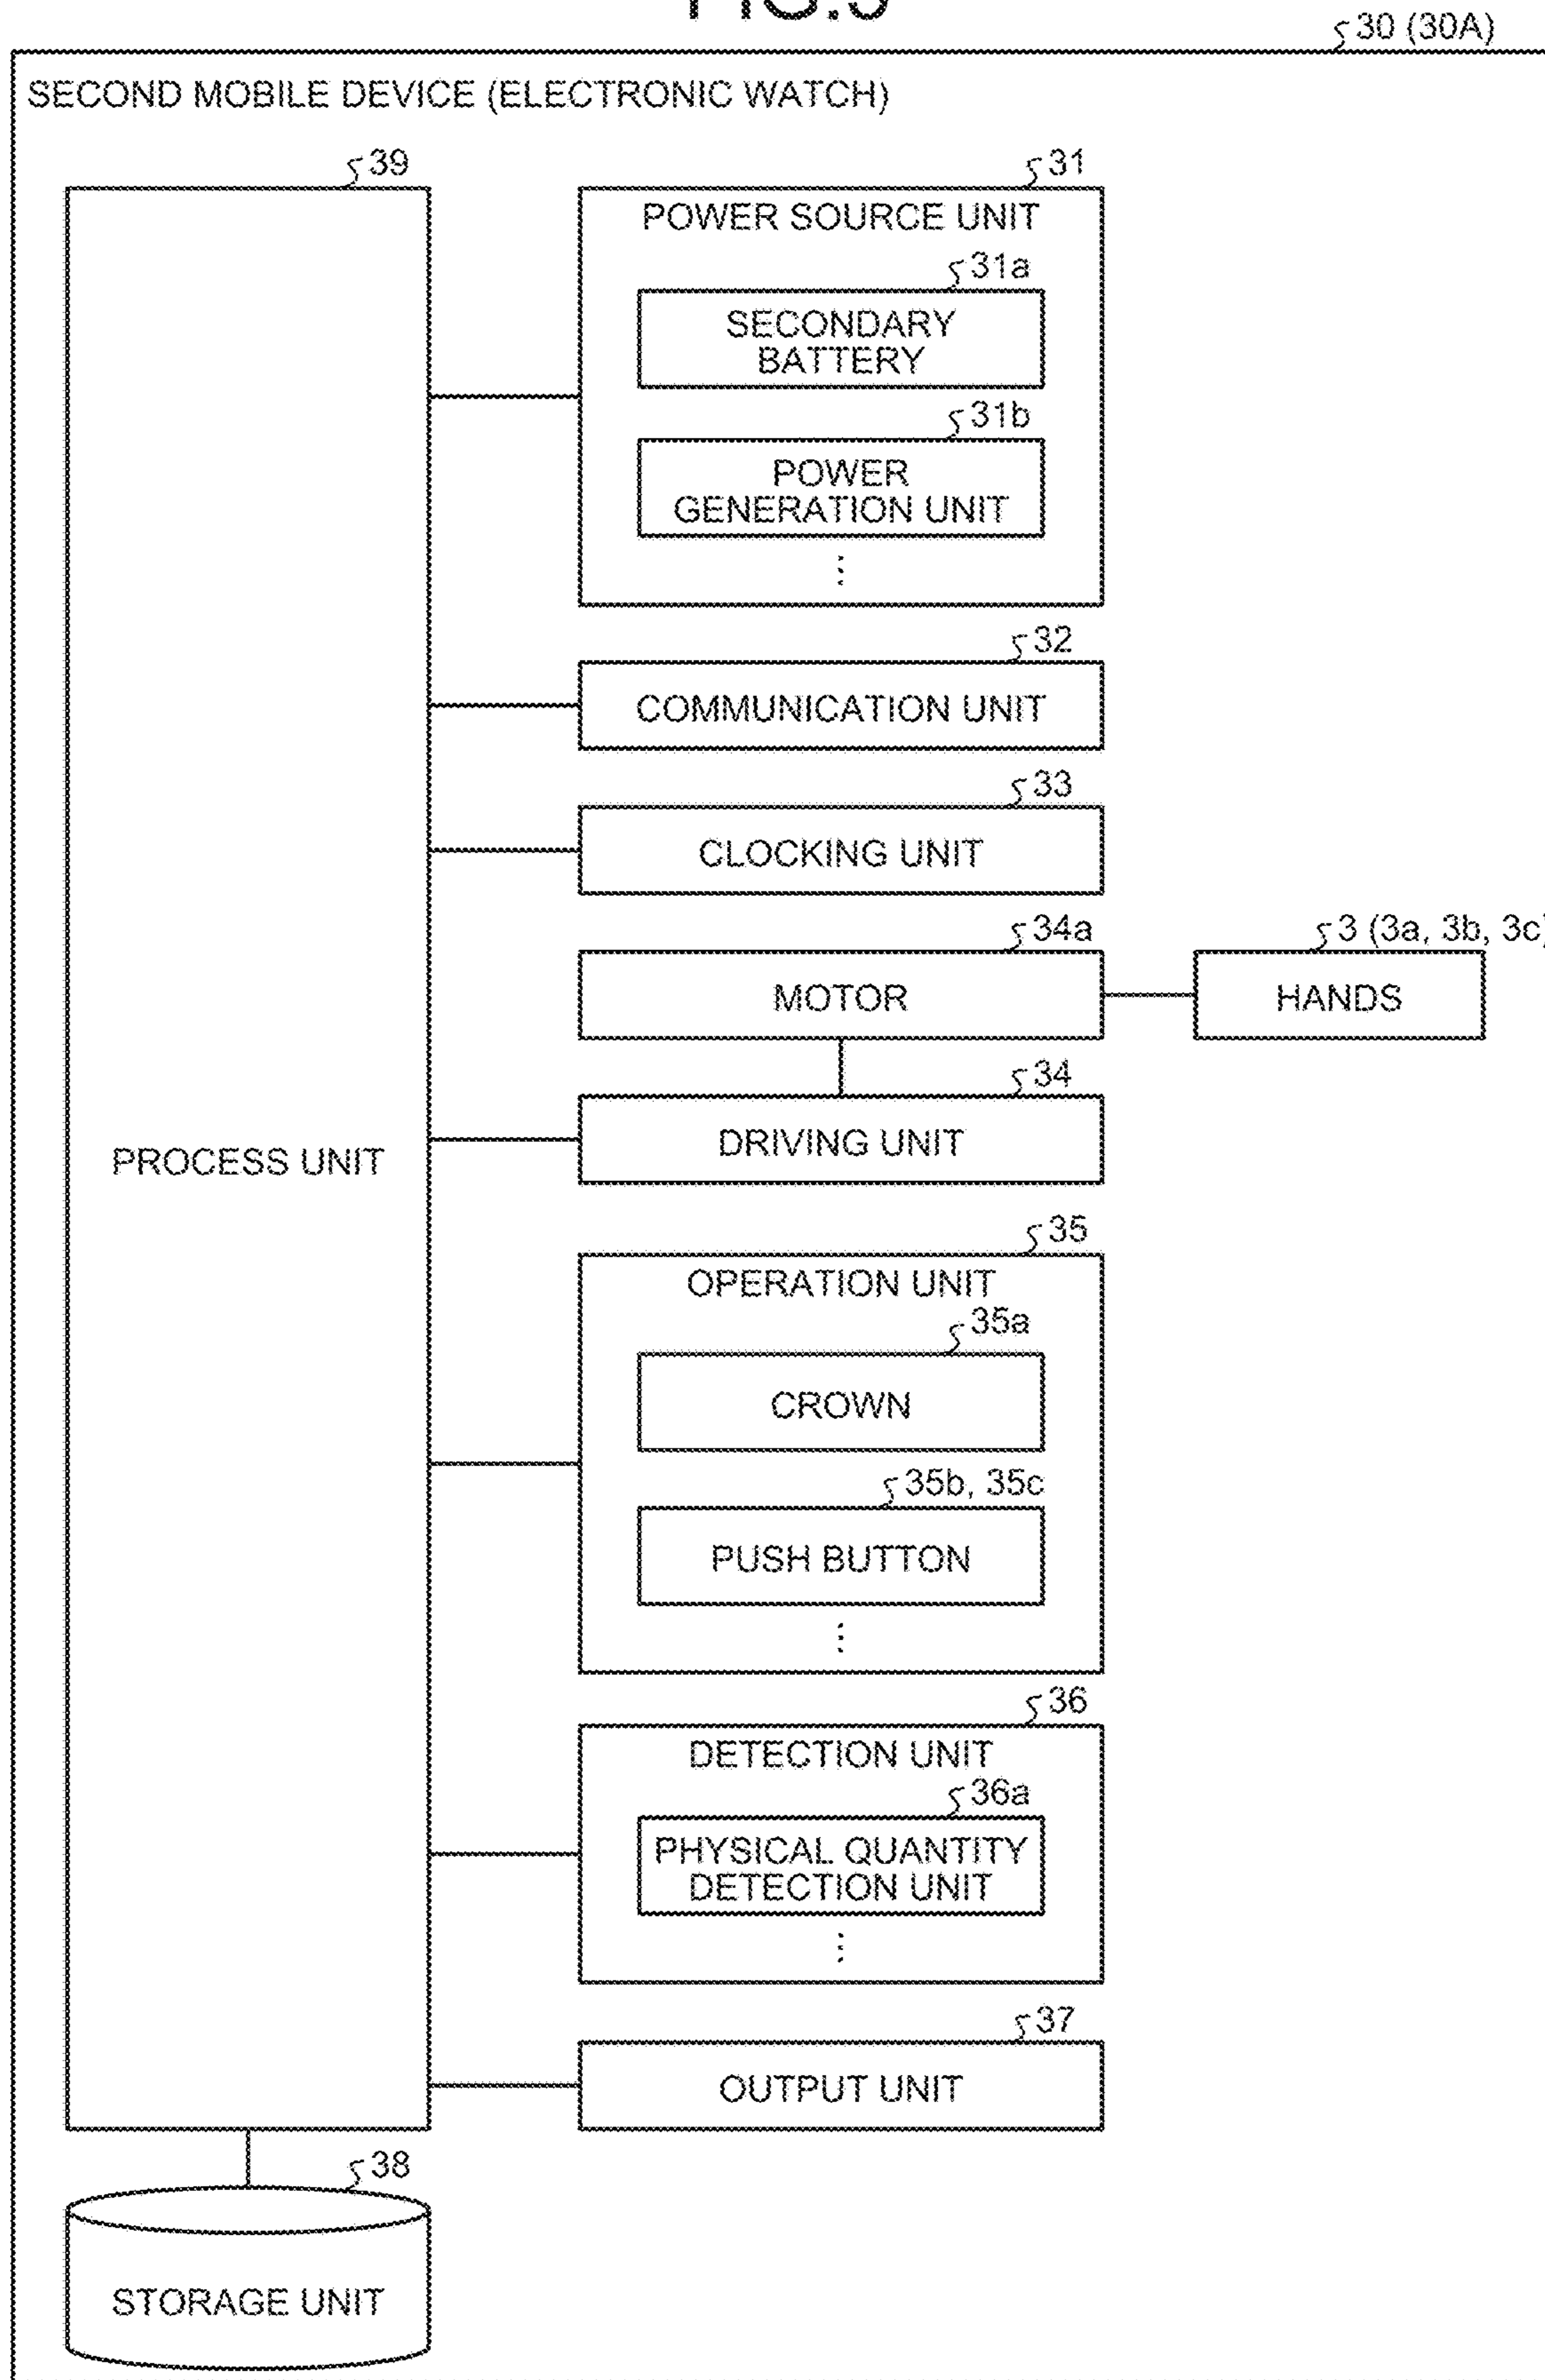 30 (30A)
SECOND MOBILE DEVICE (ELECTRONIC WATCH)
39
31
POWER SOURCE UNIT
31a
SECONDARY
BATTERY
31b
POWER
GENERATION UNIT
⋮
32
COMMUNICATION UNIT
33
CLOCKING UNIT
34a
3 (3a, 3b, 3c)
MOTOR
HANDS
34
DRIVING UNIT
PROCESS UNIT
35
OPERATION UNIT
35a
CROWN
35b, 35c
PUSH BUTTON
⋮
36
DETECTION UNIT
36a
PHYSICAL QUANTITY
DETECTION UNIT
⋮
37
OUTPUT UNIT
38
STORAGE UNIT